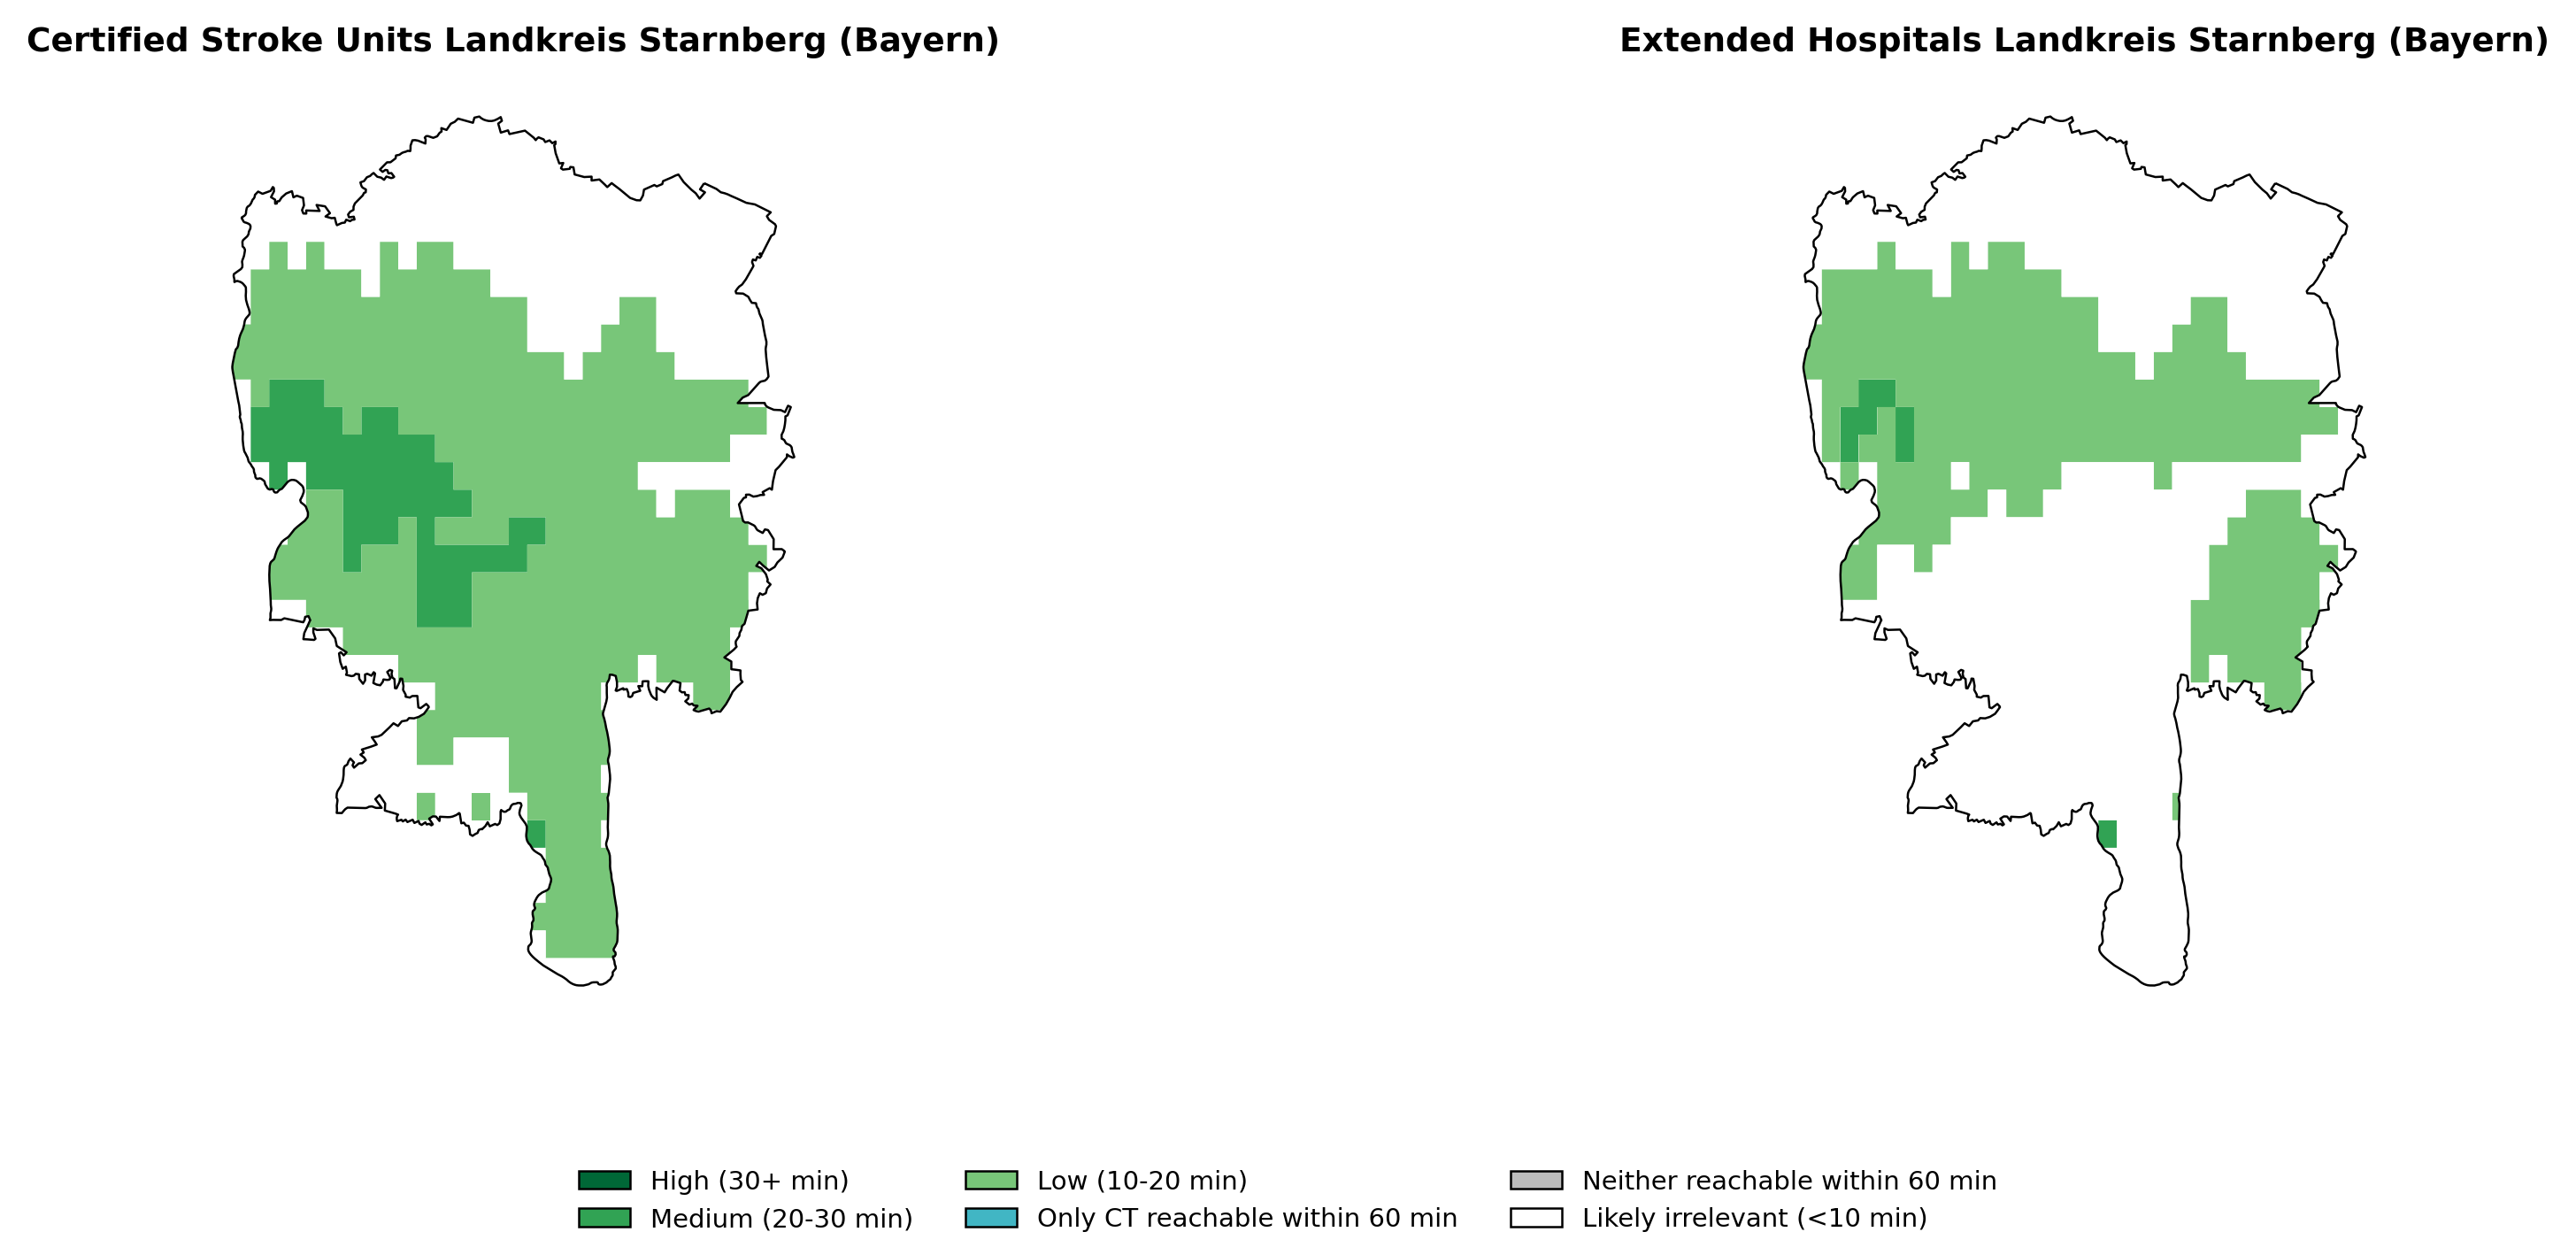 Certified Stroke Units Landkreis Starnberg (Bayern)
Extended Hospitals Landkreis Starnberg (Bayern)
High (30+ min)
Medium (20-30 min)
Low (10-20 min)
Only CT reachable within 60 min
Neither reachable within 60 min
Likely irrelevant (<10 min)